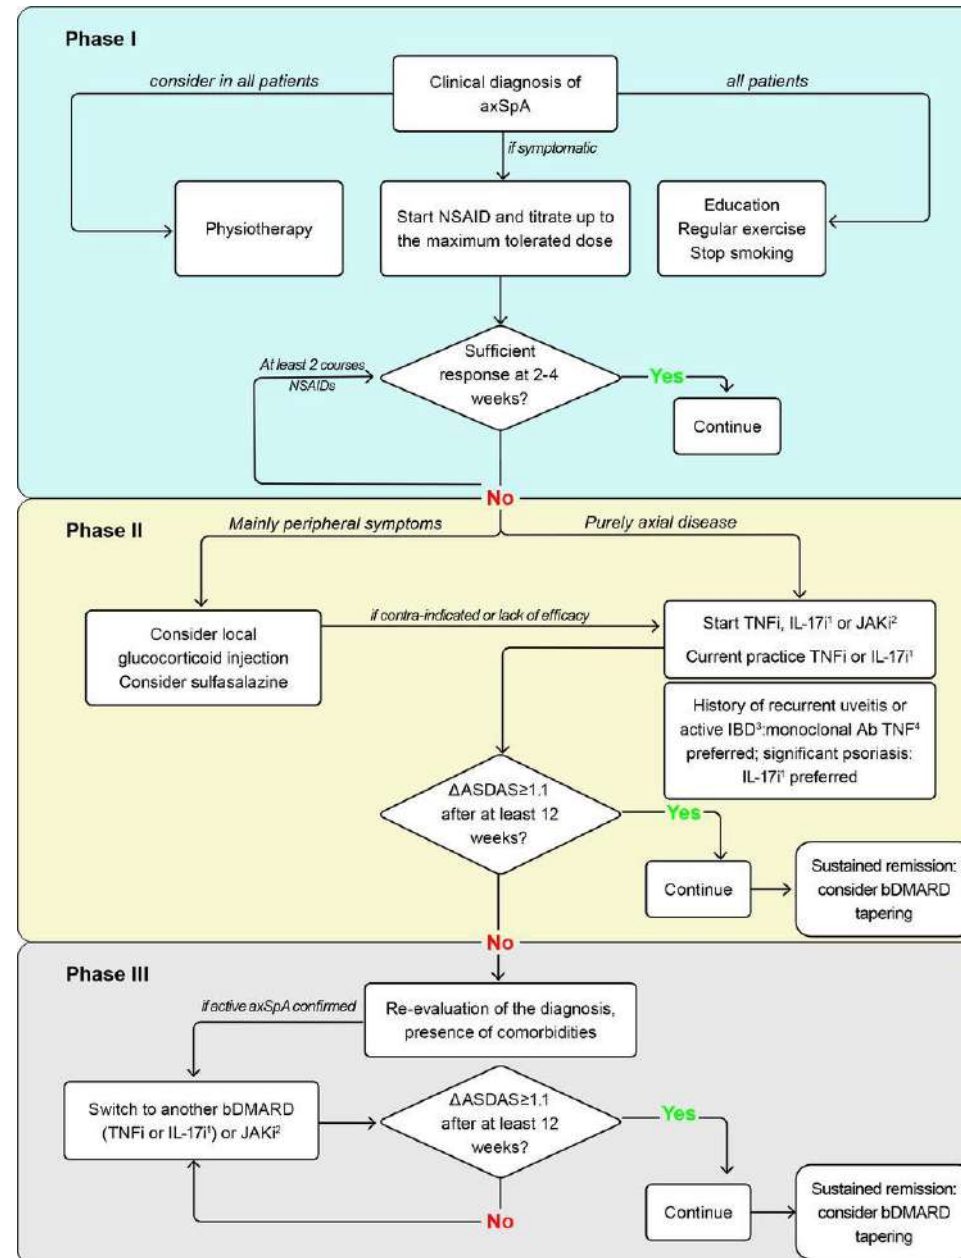 Phase I
Clinical diagnosis of
axSpA
consider in all patients
all patients
if symptomatic
Physiotherapy
Start NSAID and titrate up to
the maximum tolerated dose
Education
Regular exercise
Stop smoking
At least 2 courses
NSAIDs
Sufficient
response at 2-4
weeks?
Yes
Continue
No
Phase II
Mainly peripheral symptoms
Purely axial disease
Consider local
glucocorticoid injection
Consider sulfasalazine
if contra-indicated or lack of efficacy
Start TNFi, IL-17i¹ or JAKi²
Current practice TNFi or IL-17i¹
History of recurrent uveitis or
active IBD³:monoclonal Ab TNF⁴
preferred; significant psoriasis:
IL-17i¹ preferred
ΔASDAS≥1.1
after at least 12
weeks?
Yes
Continue
Sustained remission:
consider bDMARD
tapering
No
Phase III
if active axSpA confirmed
Re-evaluation of the diagnosis,
presence of comorbidities
Switch to another bDMARD
(TNFi or IL-17i¹) or JAKi²
ΔASDAS≥1.1
after at least 12
weeks?
Yes
No
Continue
Sustained remission:
consider bDMARD
tapering